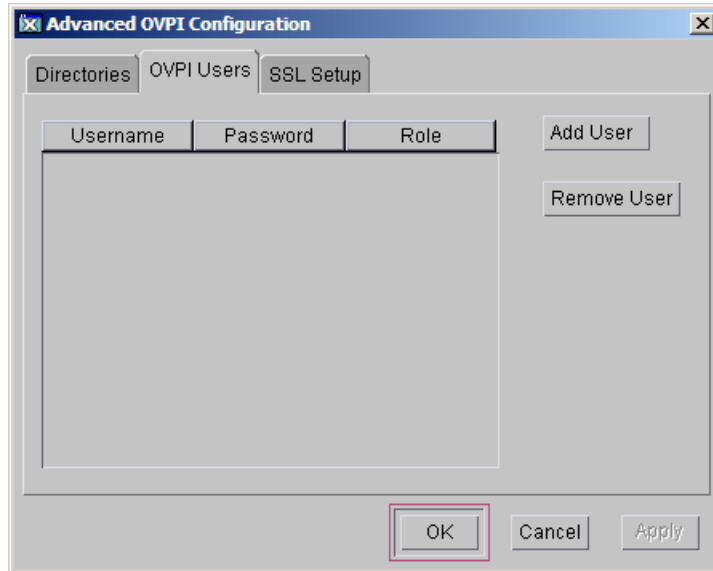 Advanced OVPI Configuration
Directories OVPI Users SSL Setup
Username Password Role
Add User
Remove User
OK Cancel Apply